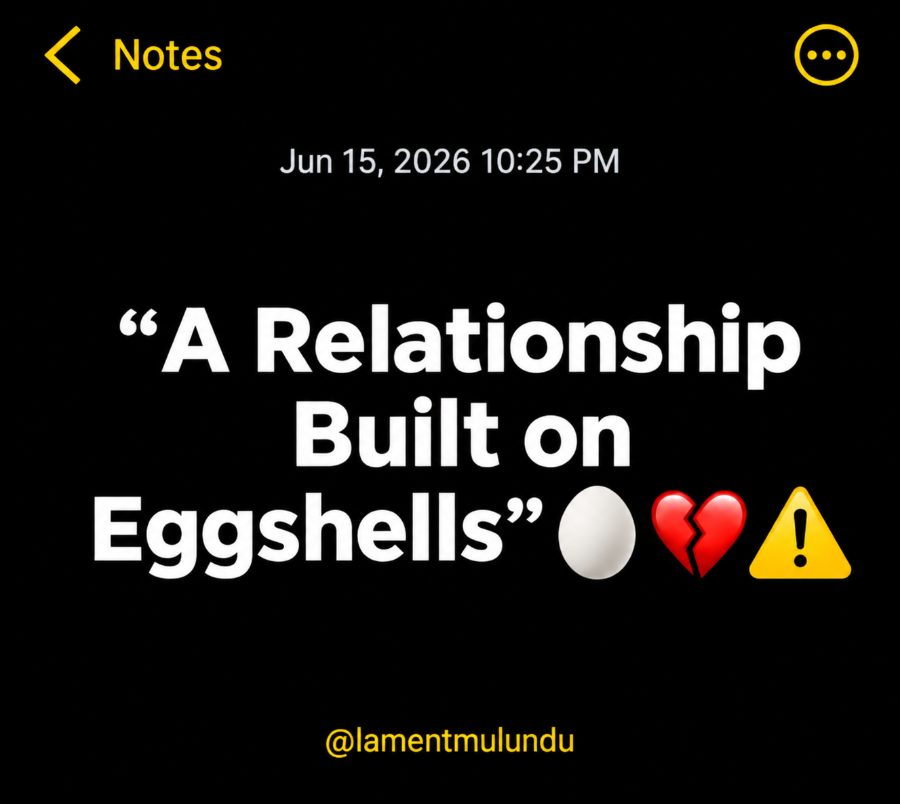 Notes
Jun 15, 2026 10:25 PM
“A Relationship
Built on
Eggshells”🥚💔⚠️
@lamentmulundu